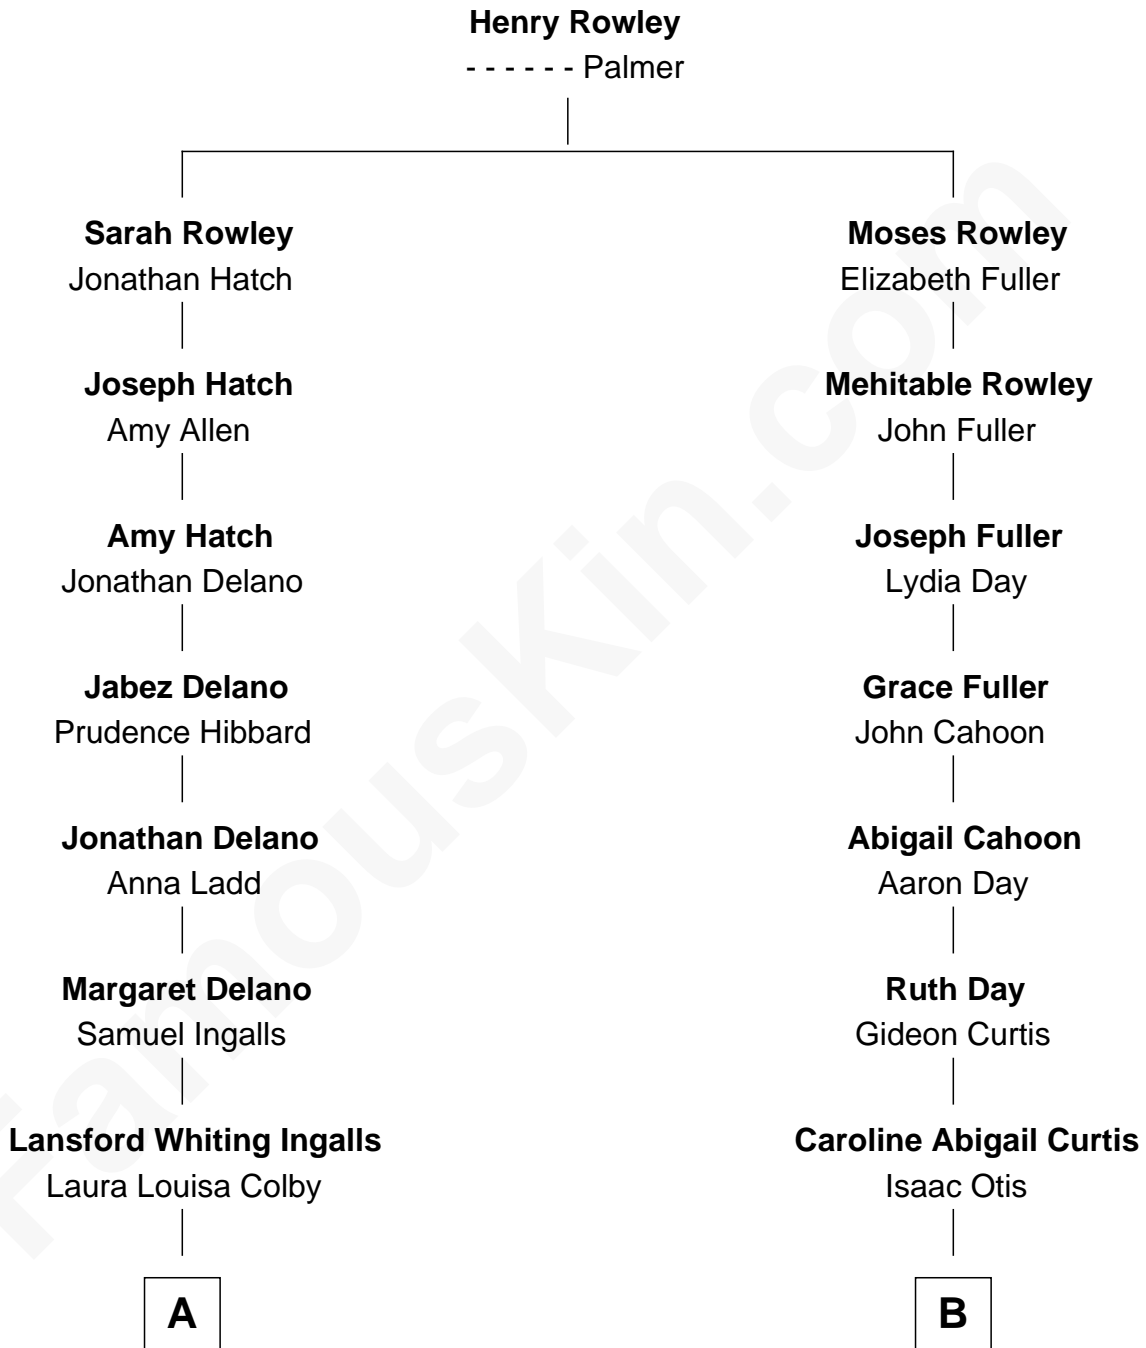 Henry Rowley
- - - - - - Palmer
Sarah Rowley
Jonathan Hatch
Moses Rowley
Elizabeth Fuller
Joseph Hatch
Amy Allen
Mehitable Rowley
John Fuller
Amy Hatch
Jonathan Delano
Joseph Fuller
Lydia Day
Jabez Delano
Prudence Hibbard
Grace Fuller
John Cahoon
Jonathan Delano
Anna Ladd
Abigail Cahoon
Aaron Day
Margaret Delano
Samuel Ingalls
Ruth Day
Gideon Curtis
Lansford Whiting Ingalls
Laura Louisa Colby
Caroline Abigail Curtis
Isaac Otis
A
B
FamousKin.com